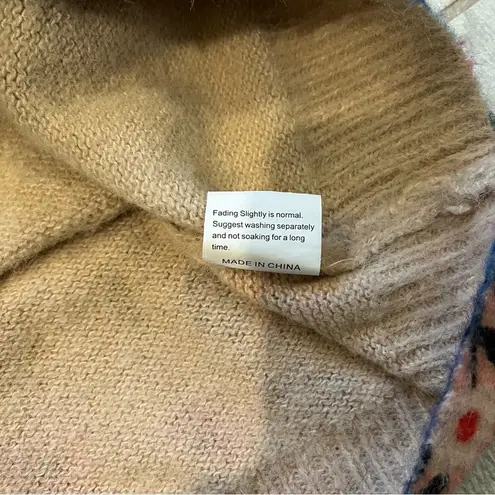 Fading Slightly is normal.
Suggest washing separately
and not soaking for a long
time.
MADE IN CHINA